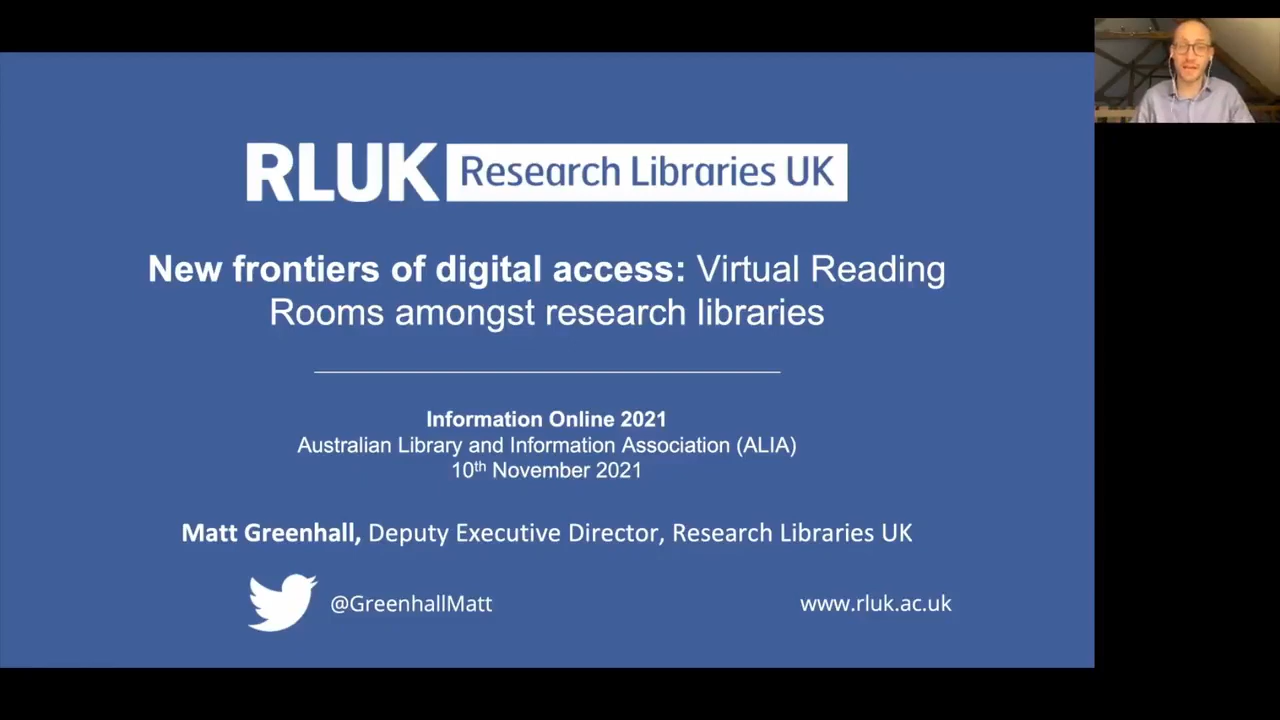 RLUK Research Libraries UK
New frontiers of digital access: Virtual Reading
Rooms amongst research libraries
Information Online 2021
Australian Library and Information Association (ALIA)
10th November 2021
Matt Greenhall, Deputy Executive Director, Research Libraries UK
@GreenhallMatt
www.rluk.ac.uk